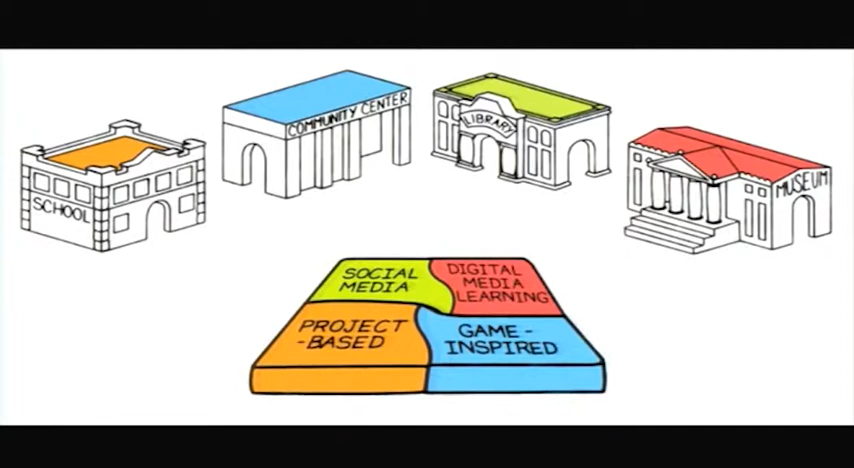 SCHOOL
COMMUNITY CENTER
LIBRARY
MUSEUM
SOCIAL
MEDIA
DIGITAL
MEDIA
LEARNING
PROJECT
-BASED
GAME-
INSPIRED